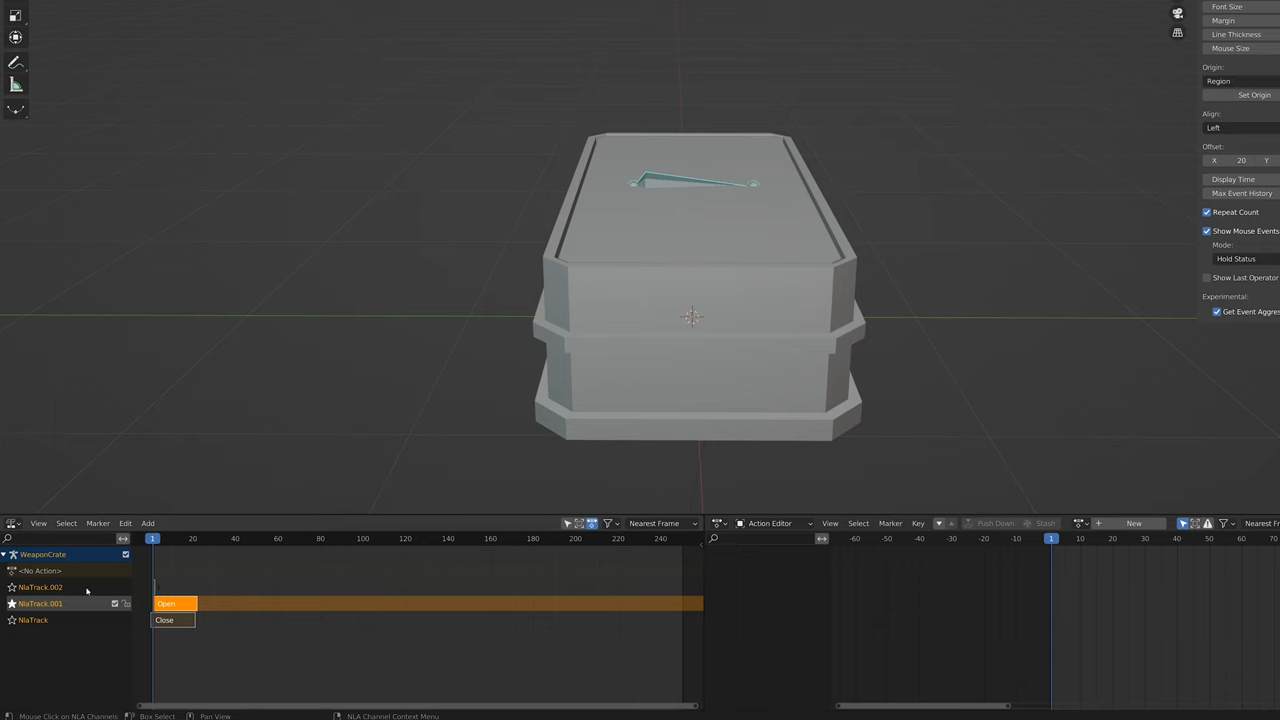 Font Size
Margin
Line Thickness
Mouse Size
Origin:
Region
Set Origin
Align:
Left
Offset:
X 20 Y
Display Time
Max Event History
Repeat Count
Show Mouse Events
Mode:
Hold Status
Show Last Operator
Experimental:
Get Event Aggres
View Select Marker Edit Add Nearest Frame
Action Editor View Select Marker Key Push Down Stash New Nearest Fr
1 20 40 60 80 100 120 140 160 180 200 220 240
-60 -50 -40 -30 -20 -10 1 10 20 30 40 50 60 70
WeaponCrate
<No Action>
NlaTrack.002
NlaTrack.001 Open
NlaTrack Close
Mouse Click on NLA Channels Box Select Pan View NLA Channel Context Menu